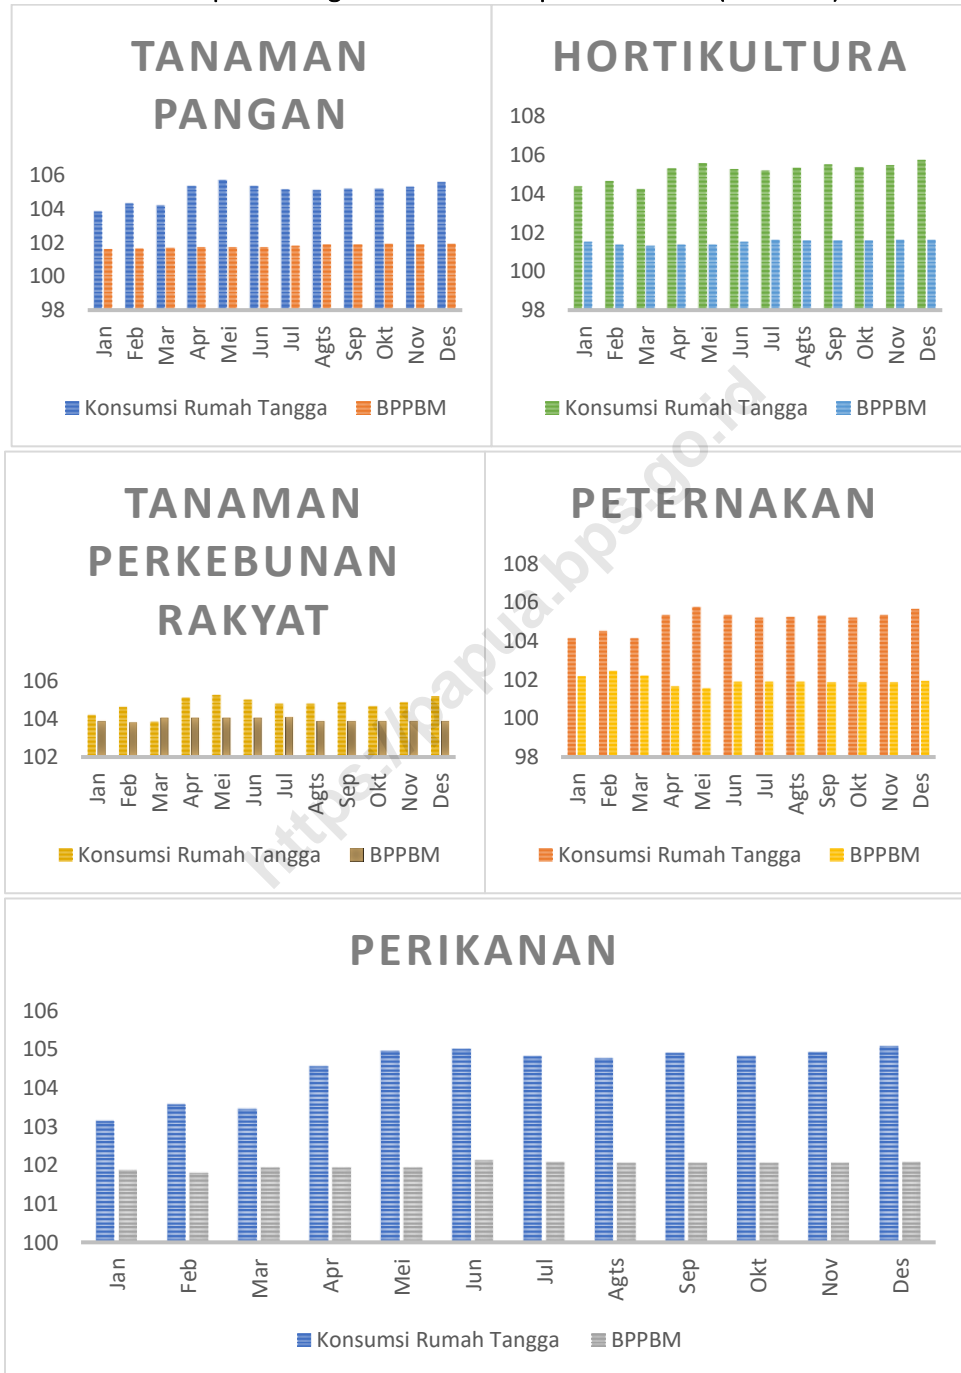 TANAMAN
PANGAN
106
104
102
100
98
Jan
Feb
Mar
Apr
Mei
Jun
Jul
Agts
Sep
Okt
Nov
Des
Konsumsi Rumah Tangga
BPPBM
HORTIKULTURA
108
106
104
102
100
98
Jan
Feb
Mar
Apr
Mei
Jun
Jul
Agts
Sep
Okt
Nov
Des
Konsumsi Rumah Tangga
BPPBM
TANAMAN
PERKEBUNAN
RAKYAT
106
104
102
Jan
Feb
Mar
Apr
Mei
Jun
Jul
Agts
Sep
Okt
Nov
Des
Konsumsi Rumah Tangga
BPPBM
PETERNAKAN
108
106
104
102
100
98
Jan
Feb
Mar
Apr
Mei
Jun
Jul
Agts
Sep
Okt
Nov
Des
Konsumsi Rumah Tangga
BPPBM
PERIKANAN
106
105
104
103
102
101
100
Jan
Feb
Mar
Apr
Mei
Jun
Jul
Agts
Sep
Okt
Nov
Des
Konsumsi Rumah Tangga
BPPBM
https://papua.bps.go.id